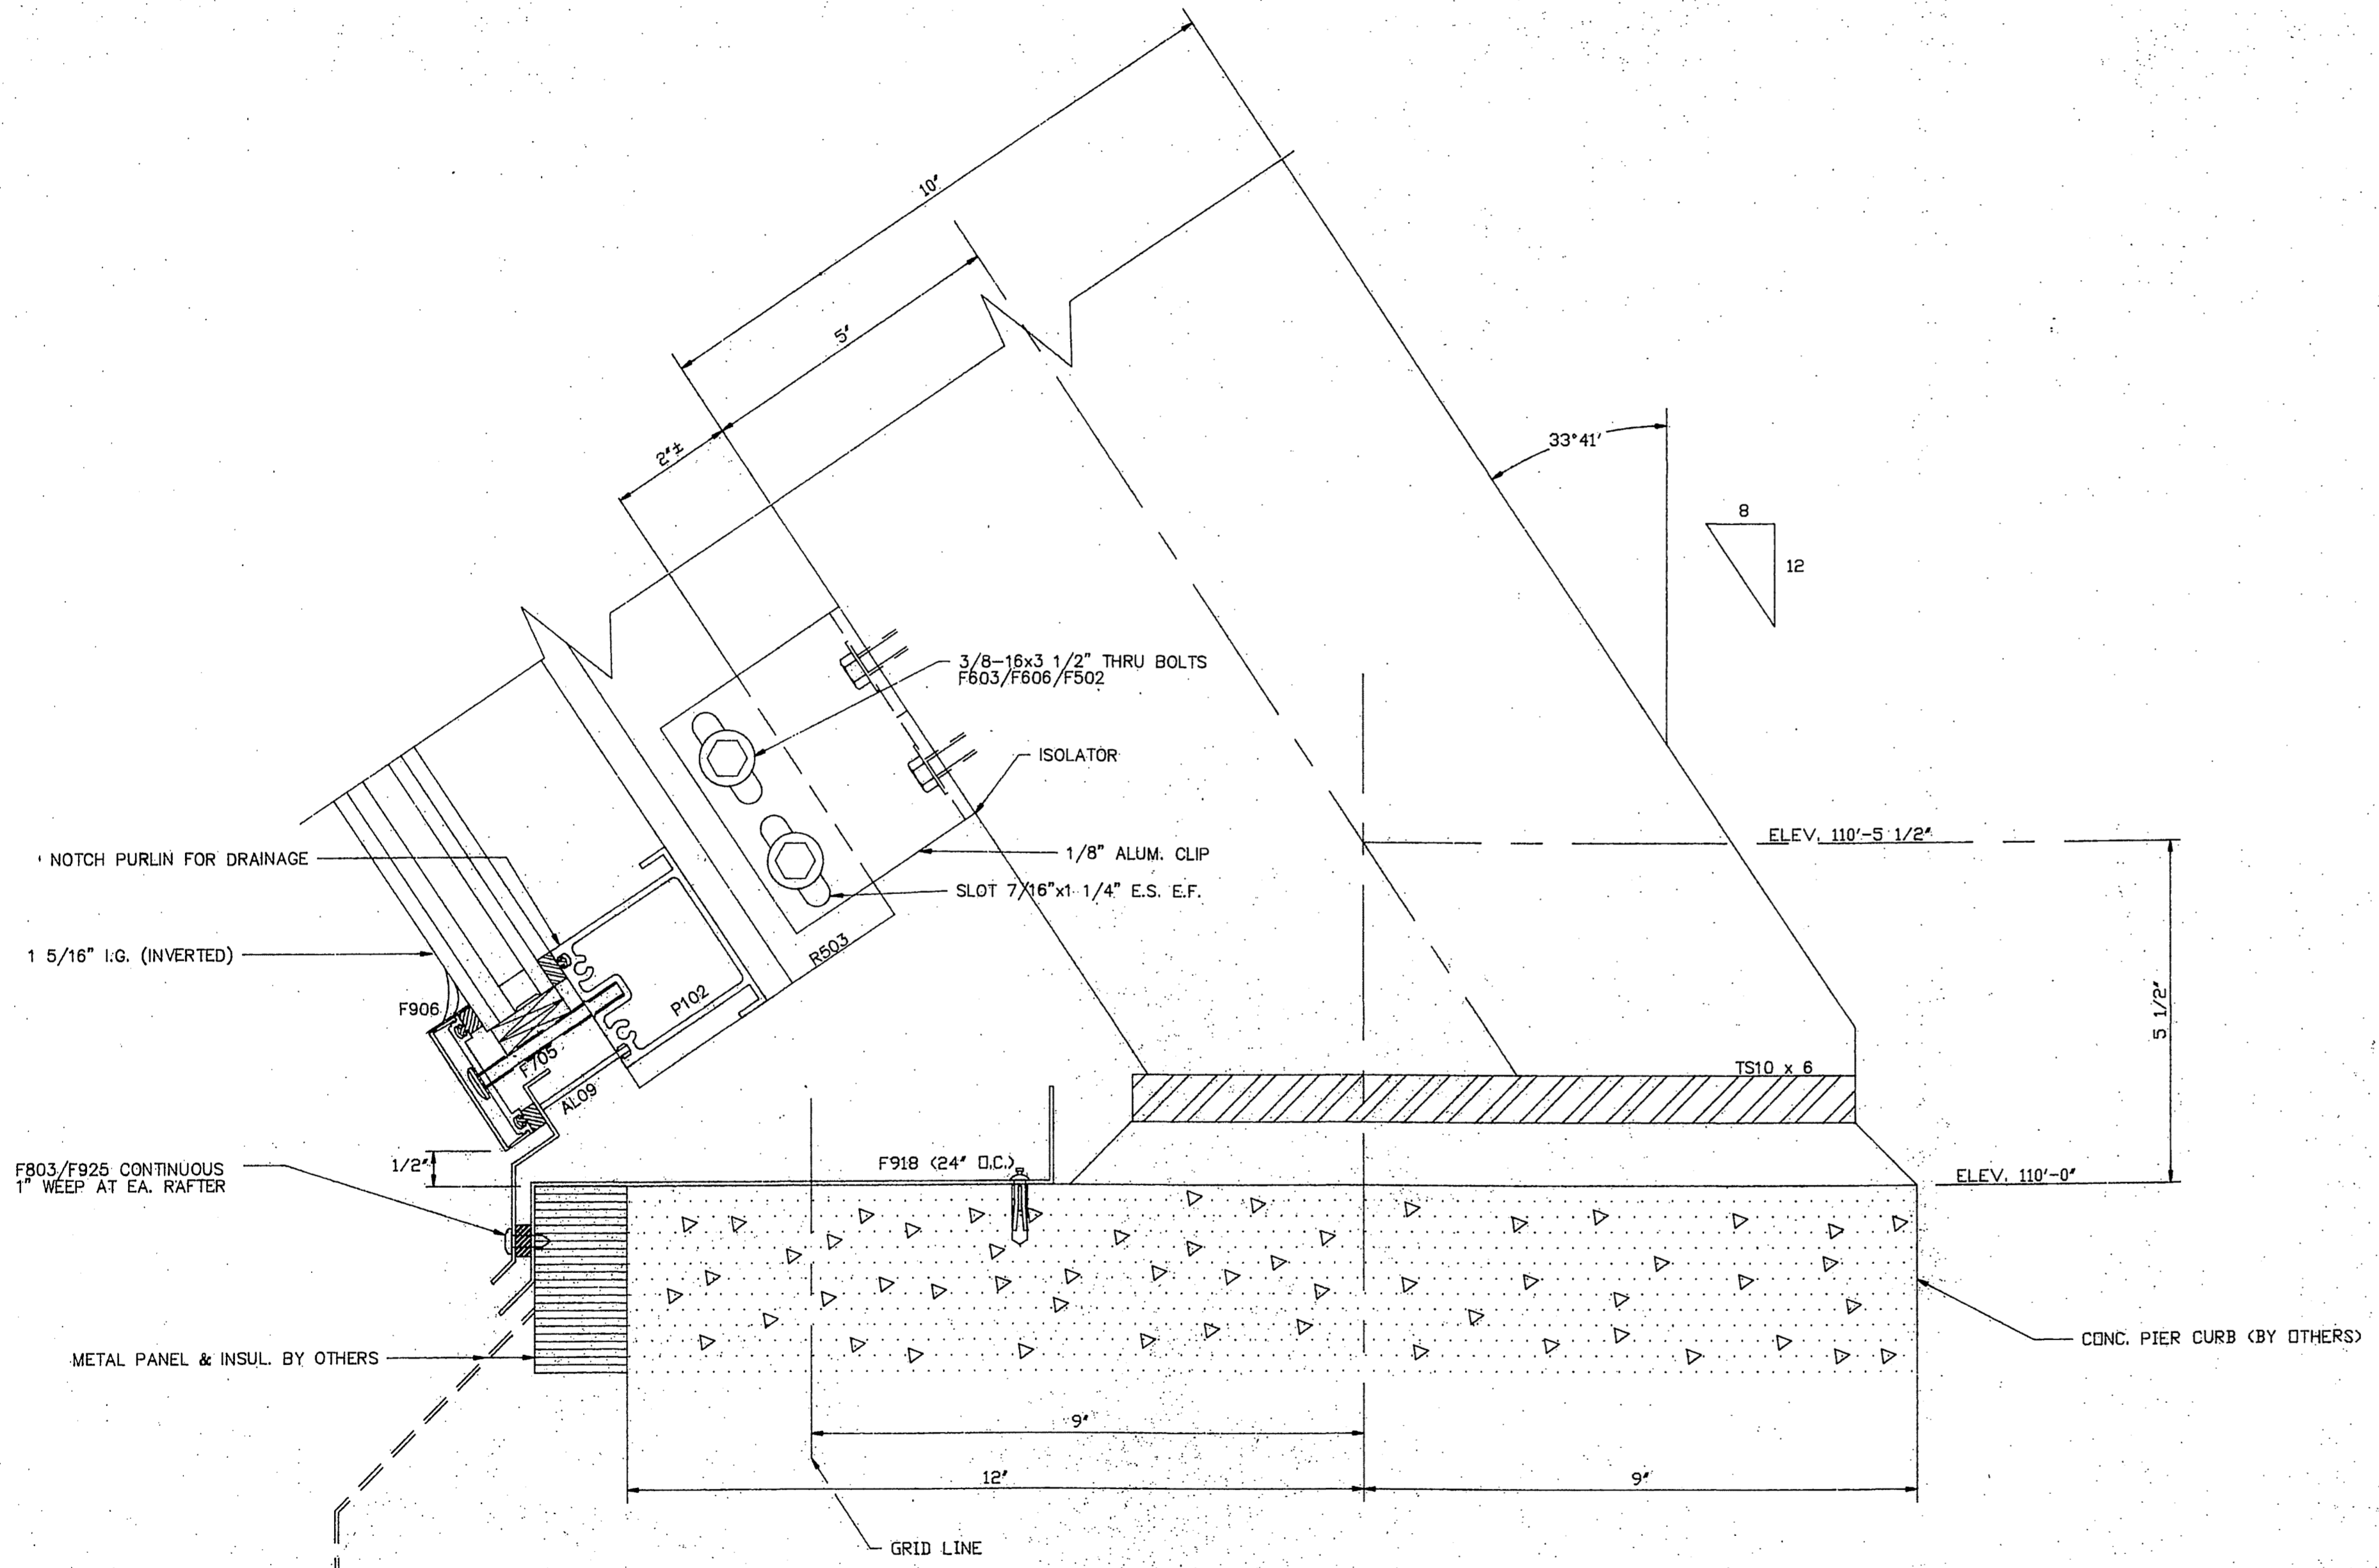 10"
5"
2"±
33°41'
8
12
3/8-16x3 1/2" THRU BOLTS
F603/F606/F502
ISOLATOR
ELEV. 110'-5 1/2"
NOTCH PURLIN FOR DRAINAGE
1/8" ALUM. CLIP
SLOT 7/16"x1 1/4" E.S. E.F.
1 5/16" I.G. (INVERTED)
R503
P102
F906
F705
AL09
5 1/2"
TS10 x 6
1/2"
F918 (24" O.C.)
F803/F925 CONTINUOUS
1" WEEP AT EA. RAFTER
ELEV. 110'-0"
METAL PANEL & INSUL. BY OTHERS
CONC. PIER CURB (BY OTHERS)
9"
12"
9"
GRID LINE